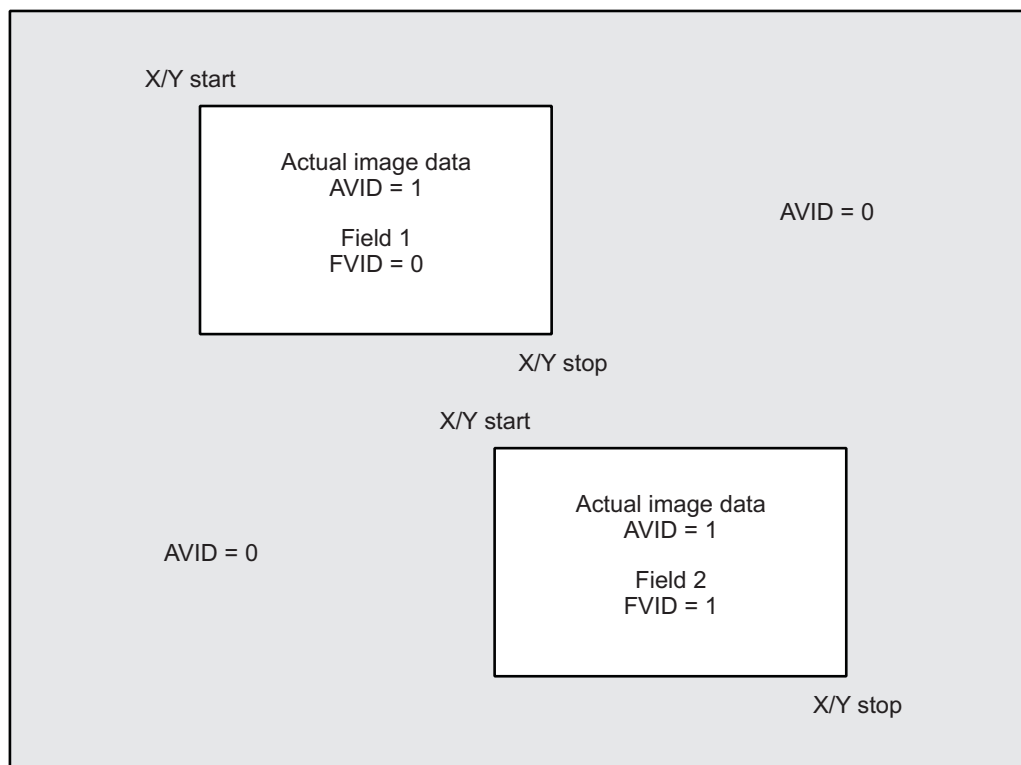 X/Y start
Actual image data
AVID = 1
AVID = 0
Field 1
FVID = 0
X/Y stop
X/Y start
Actual image data
AVID = 1
AVID = 0
Field 2
FVID = 1
X/Y stop